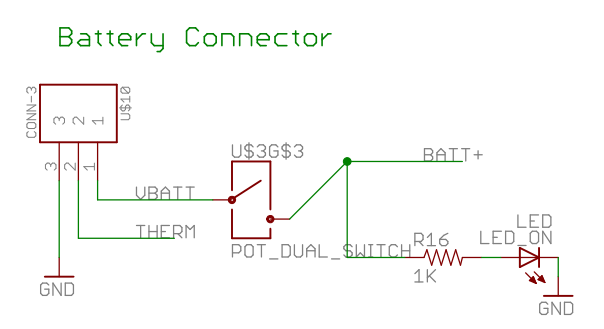 Battery Connector
CONN-3
U$10
3
2
1
3
2
1
VBATT
THERM
GND
U$3G$3
POT_DUAL_SWITCH
BATT+
R16
1K
LED
LED_ON
GND